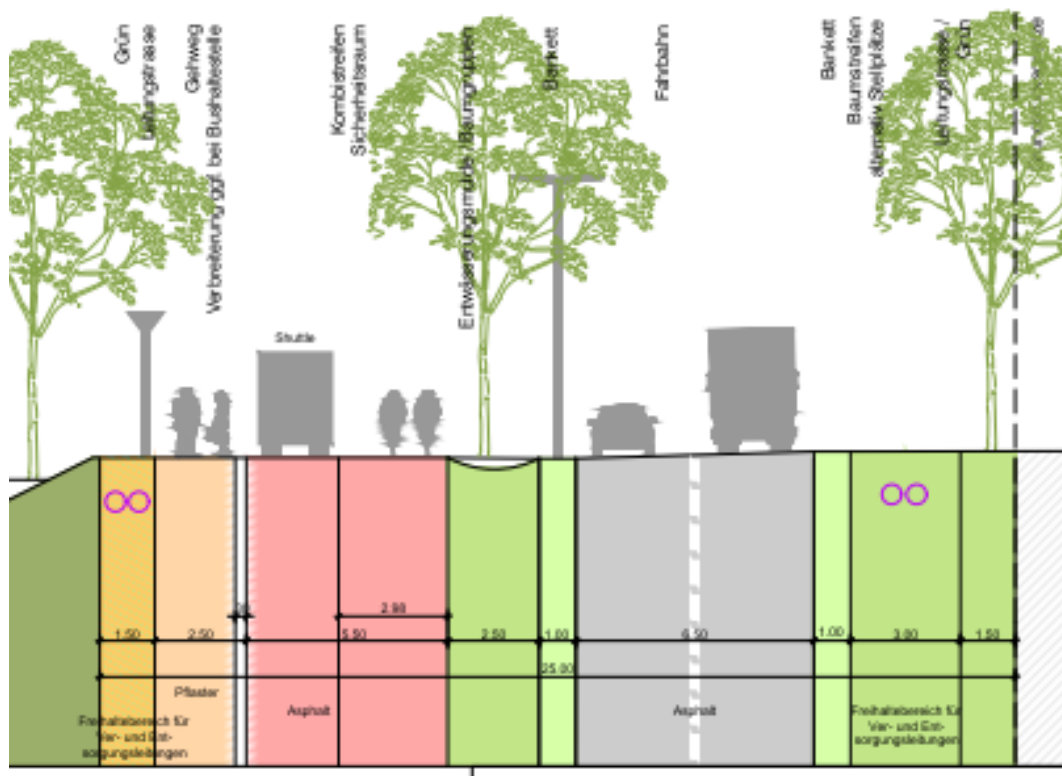 Grün
Leitungstrasse
Gehweg
Verbreiterung ggf. bei Bushaltestelle
Kombistreifen
Sicherheitsraum
Entwässerungsmulde / Baumgruppen
Bankett
Fahrbahn
Bankett
Baumstreifen
alternativ Stellplätze
Leitungstrasse /
Grün
Shuttle
2.98
1.50
2.50
5.50
2.50
1.00
6.50
1.00
3.00
1.50
25.00
Pflaster
Asphalt
Asphalt
Freihaltebereich für
Ver- und Ent-
sorgungsleitungen
Freihaltebereich für
Ver- und Ent-
sorgungsleitungen